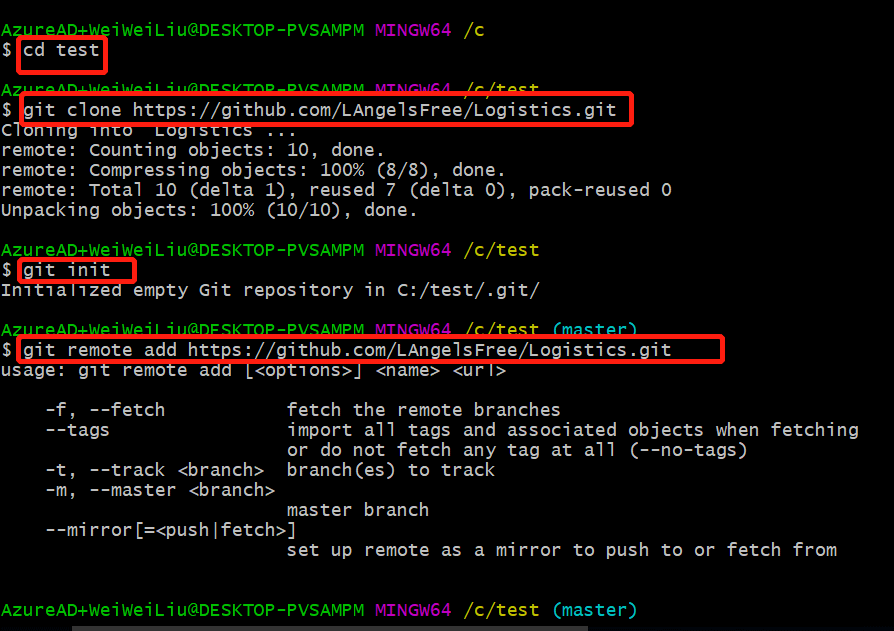 AzureAD+WeiWeiLiu@DESKTOP-PVSAMPM MINGW64 /c
$ cd test
AzureAD+WeiWeiLiu@DESKTOP-PVSAMPM MINGW64 /c/test
$ git clone https://github.com/LAngelsFree/Logistics.git
Cloning into 'Logistics'...
remote: Counting objects: 10, done.
remote: Compressing objects: 100% (8/8), done.
remote: Total 10 (delta 1), reused 7 (delta 0), pack-reused 0
Unpacking objects: 100% (10/10), done.
AzureAD+WeiWeiLiu@DESKTOP-PVSAMPM MINGW64 /c/test
$ git init
Initialized empty Git repository in C:/test/.git/
AzureAD+WeiWeiLiu@DESKTOP-PVSAMPM MINGW64 /c/test (master)
$ git remote add https://github.com/LAngelsFree/Logistics.git
usage: git remote add [<options>] <name> <url>
-f, --fetch fetch the remote branches
--tags import all tags and associated objects when fetching
or do not fetch any tag at all (--no-tags)
-t, --track <branch> branch(es) to track
-m, --master <branch>
master branch
--mirror[=<push|fetch>]
set up remote as a mirror to push to or fetch from
AzureAD+WeiWeiLiu@DESKTOP-PVSAMPM MINGW64 /c/test (master)